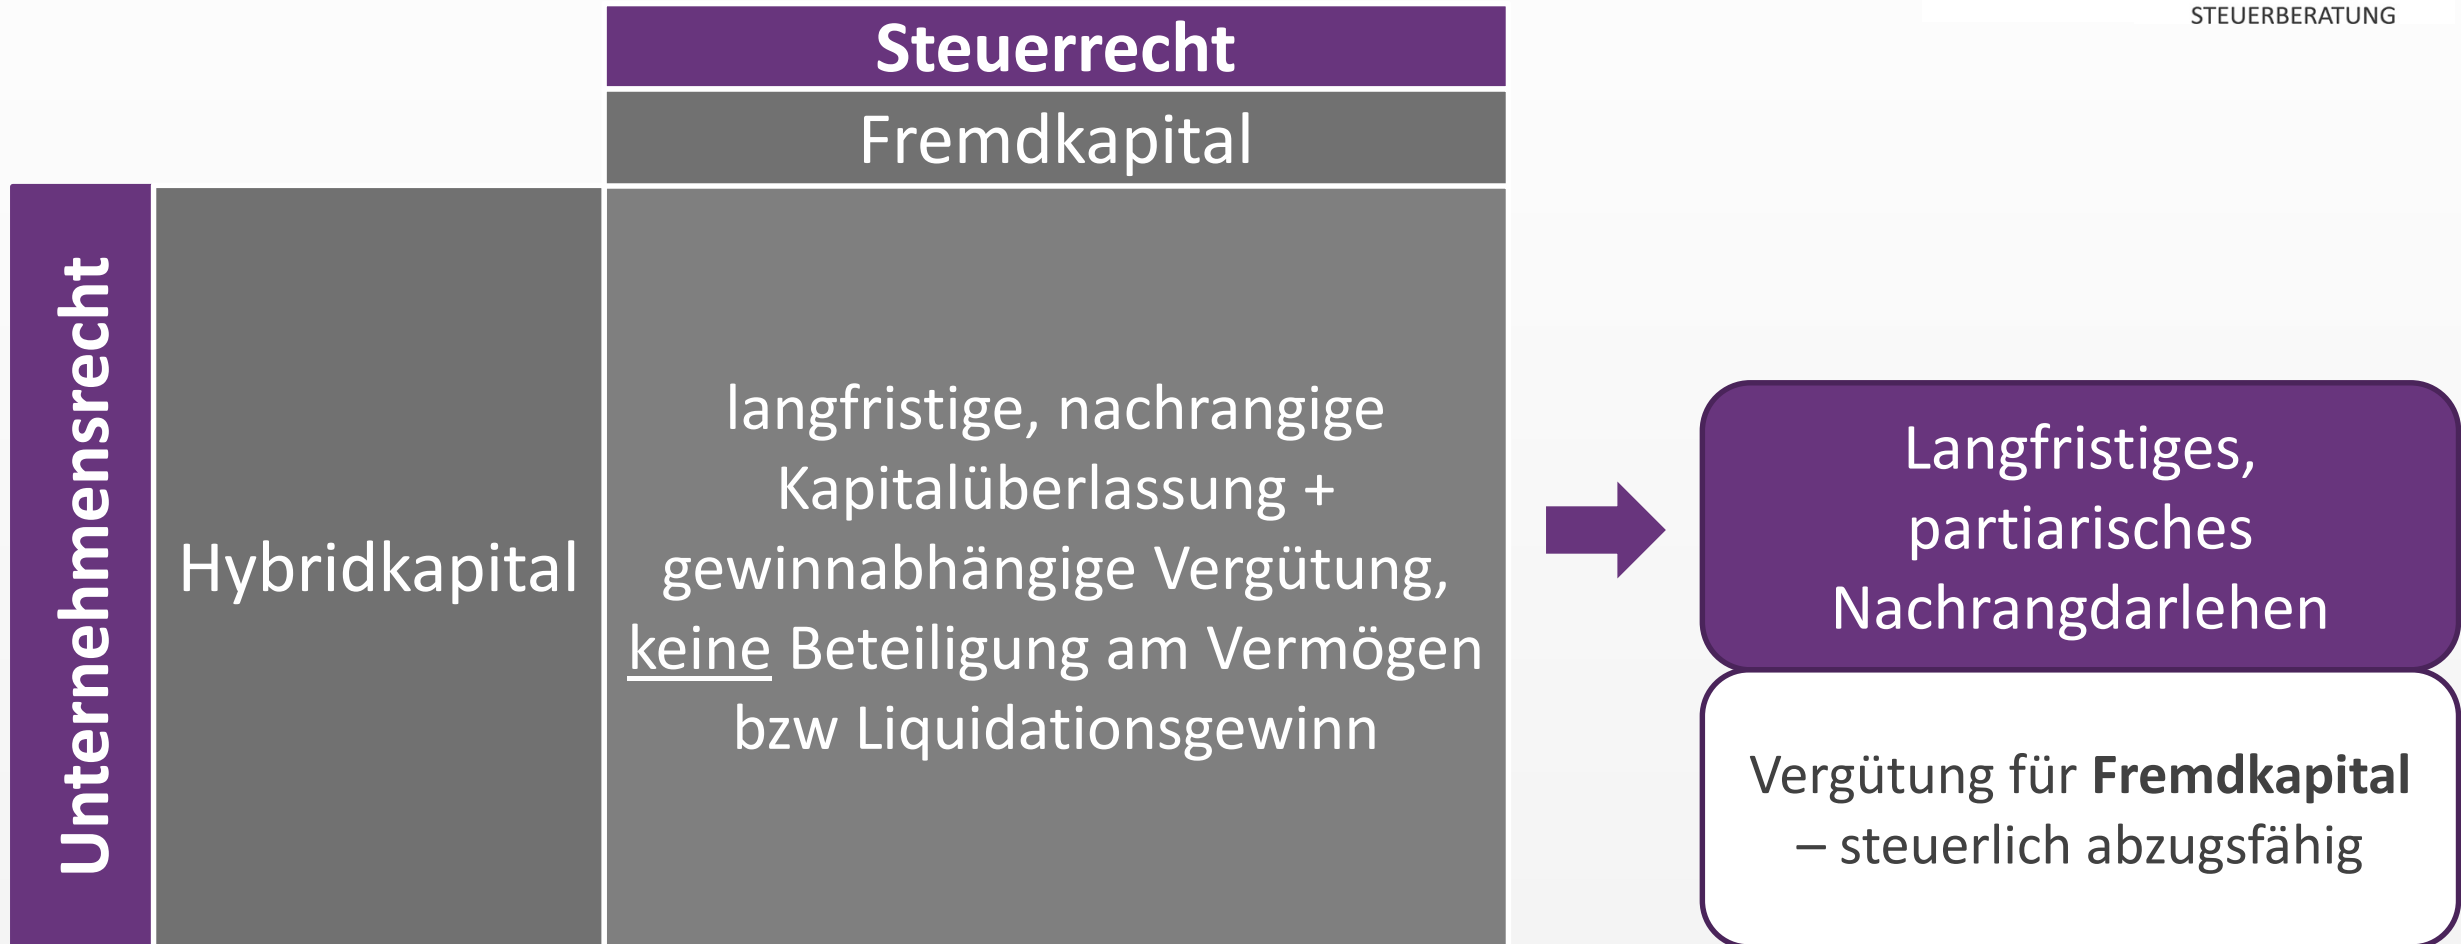 STEUERBERATUNG
Steuerrecht
Fremdkapital
Unternehmensrecht
Hybridkapital
langfristige, nachrangige
Kapitalüberlassung +
gewinnabhängige Vergütung,
keine Beteiligung am Vermögen
bzw Liquidationsgewinn
Langfristiges,
partiarisches
Nachrangdarlehen
Vergütung für Fremdkapital
– steuerlich abzugsfähig